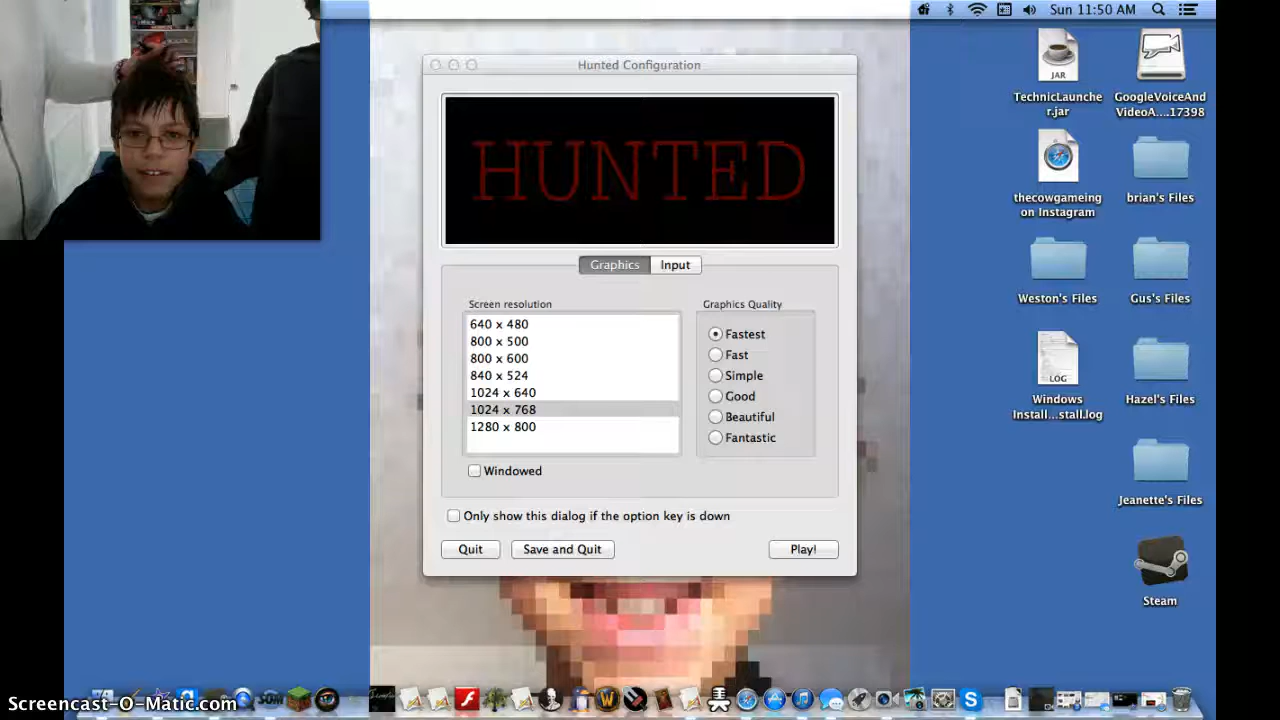 Sun 11:50 AM
Hunted Configuration
HUNTED
Graphics
Input
Screen resolution
640 x 480
800 x 500
800 x 600
840 x 524
1024 x 640
1024 x 768
1280 x 800
Windowed
Graphics Quality
Fastest
Fast
Simple
Good
Beautiful
Fantastic
Only show this dialog if the option key is down
Quit
Save and Quit
Play!
JAR
TechnicLaunche
r.jar
GoogleVoiceAnd
VideoA....17398
thecowgameing
on Instagram
brian's Files
Weston's Files
Gus's Files
LOG
Windows
Install...stall.log
Hazel's Files
Jeanette's Files
Steam
Screencast-O-Matic.com